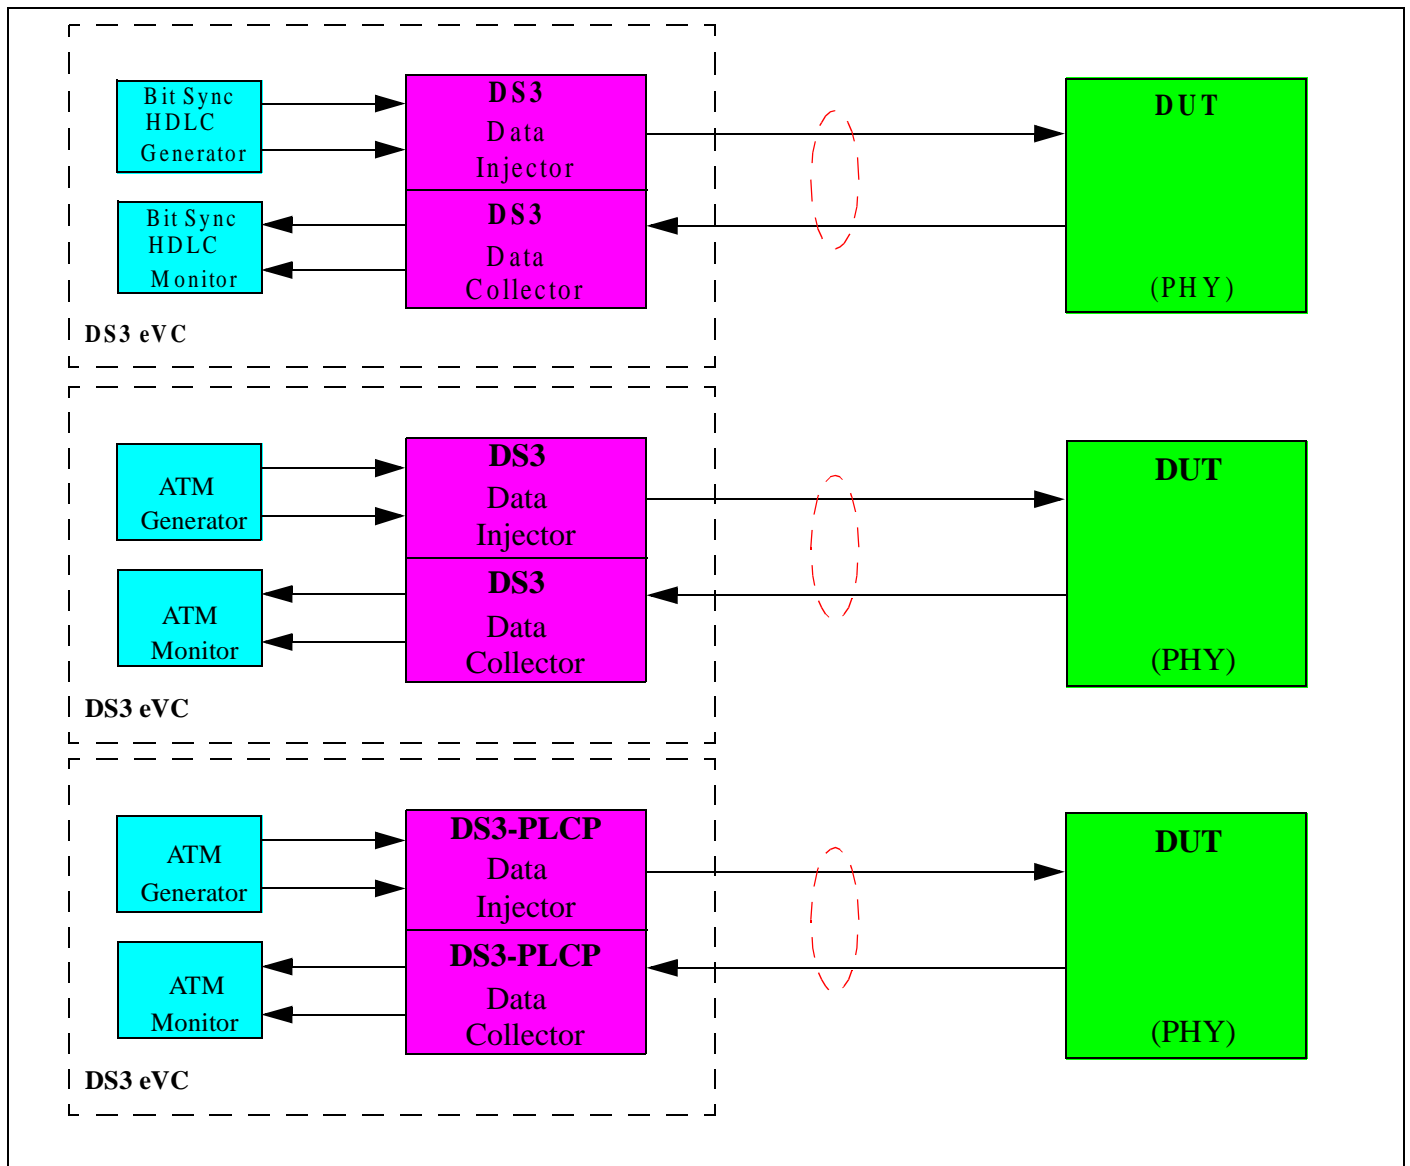 Bit Sync
HDLC
Generator
DS3
Data
Injector
DUT
Bit Sync
HDLC
Monitor
DS3
Data
Collector
(PHY)
DS3 eVC
ATM
Generator
DS3
Data
Injector
DUT
ATM
Monitor
DS3
Data
Collector
(PHY)
DS3 eVC
ATM
Generator
DS3-PLCP
Data
Injector
DUT
ATM
Monitor
DS3-PLCP
Data
Collector
(PHY)
DS3 eVC